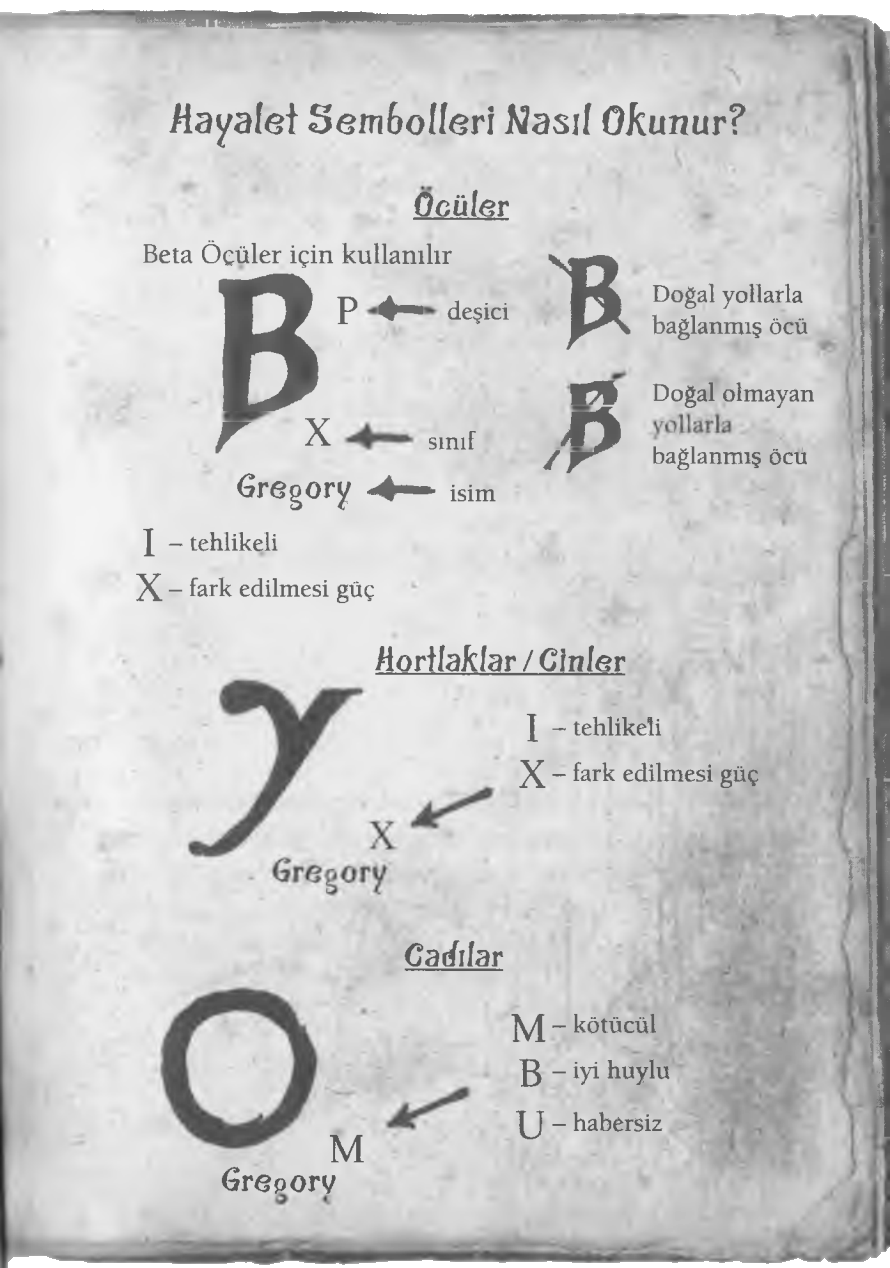 Hayalet Sembolleri Nasıl Okunur?
Öcüler
Beta Öcüler için kullanılır
B
P
deşici
X
sınıf
Gregory
isim
B
Doğal yollarla
bağlanmış öcü
B
Doğal olmayan
yollarla
bağlanmış öcü
I – tehlikeli
X – fark edilmesi güç
Hortlaklar / Cinler
Y
X
Gregory
I – tehlikeli
X – fark edilmesi güç
Cadılar
O
M
Gregory
M – kötücül
B – iyi huylu
U – habersiz